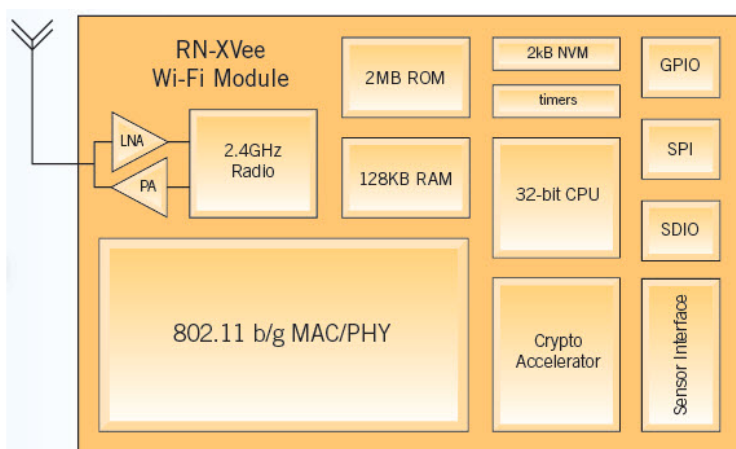 RN-XVee
Wi-Fi Module
LNA
PA
2.4GHz
Radio
2MB ROM
128KB RAM
2kB NVM
timers
32-bit CPU
GPIO
SPI
SDIO
802.11 b/g MAC/PHY
Crypto
Accelerator
Sensor Interface